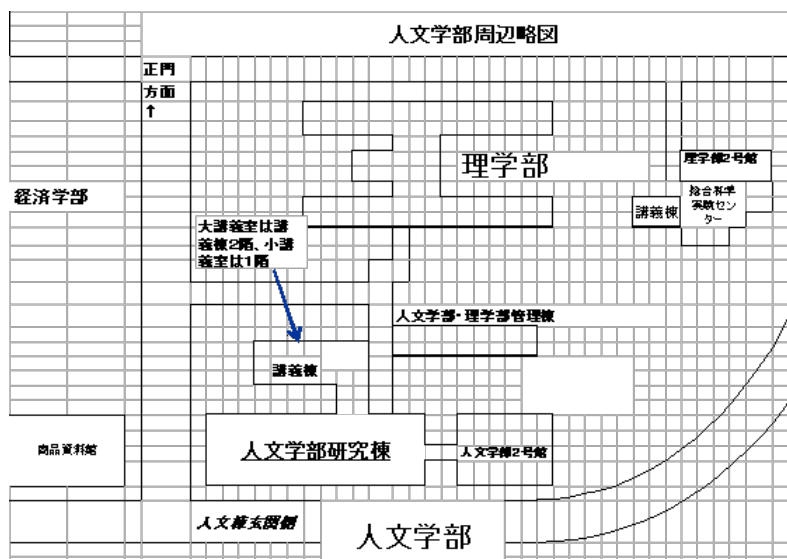 人文学部周辺略図
正門
方面
↑
理学部
理学部2号館
経済学部
総合科学
実験セン
ター
講義棟
大講義室は講
義棟2階、小講
義室は1階
人文学部・理学部管理棟
講義棟
商品資料館
人文学部研究棟
人文学部2号館
人文棟玄関側
人文学部